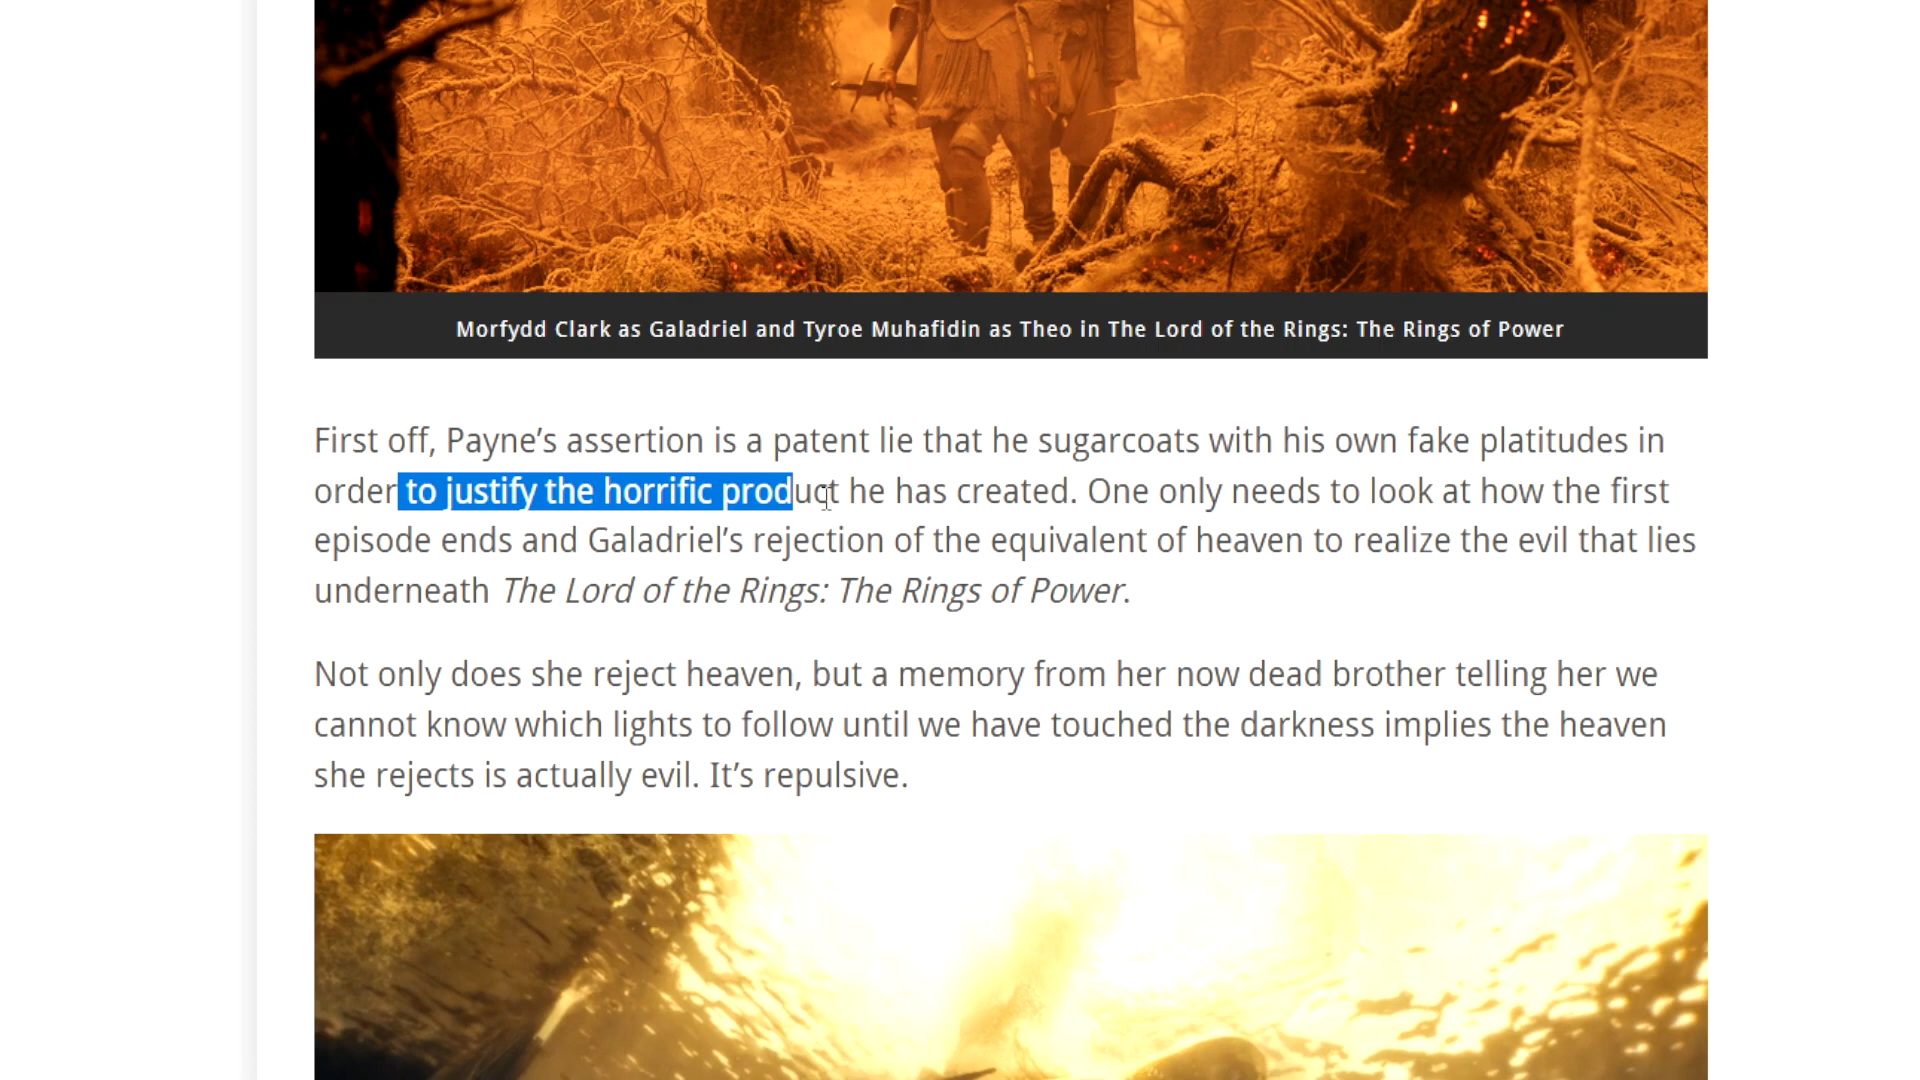 Morfydd Clark as Galadriel and Tyroe Muhafidin as Theo in The Lord of the Rings: The Rings of Power
First off, Payne’s assertion is a patent lie that he sugarcoats with his own fake platitudes in
order to justify the horrific product he has created. One only needs to look at how the first
episode ends and Galadriel’s rejection of the equivalent of heaven to realize the evil that lies
underneath The Lord of the Rings: The Rings of Power.
Not only does she reject heaven, but a memory from her now dead brother telling her we
cannot know which lights to follow until we have touched the darkness implies the heaven
she rejects is actually evil. It’s repulsive.